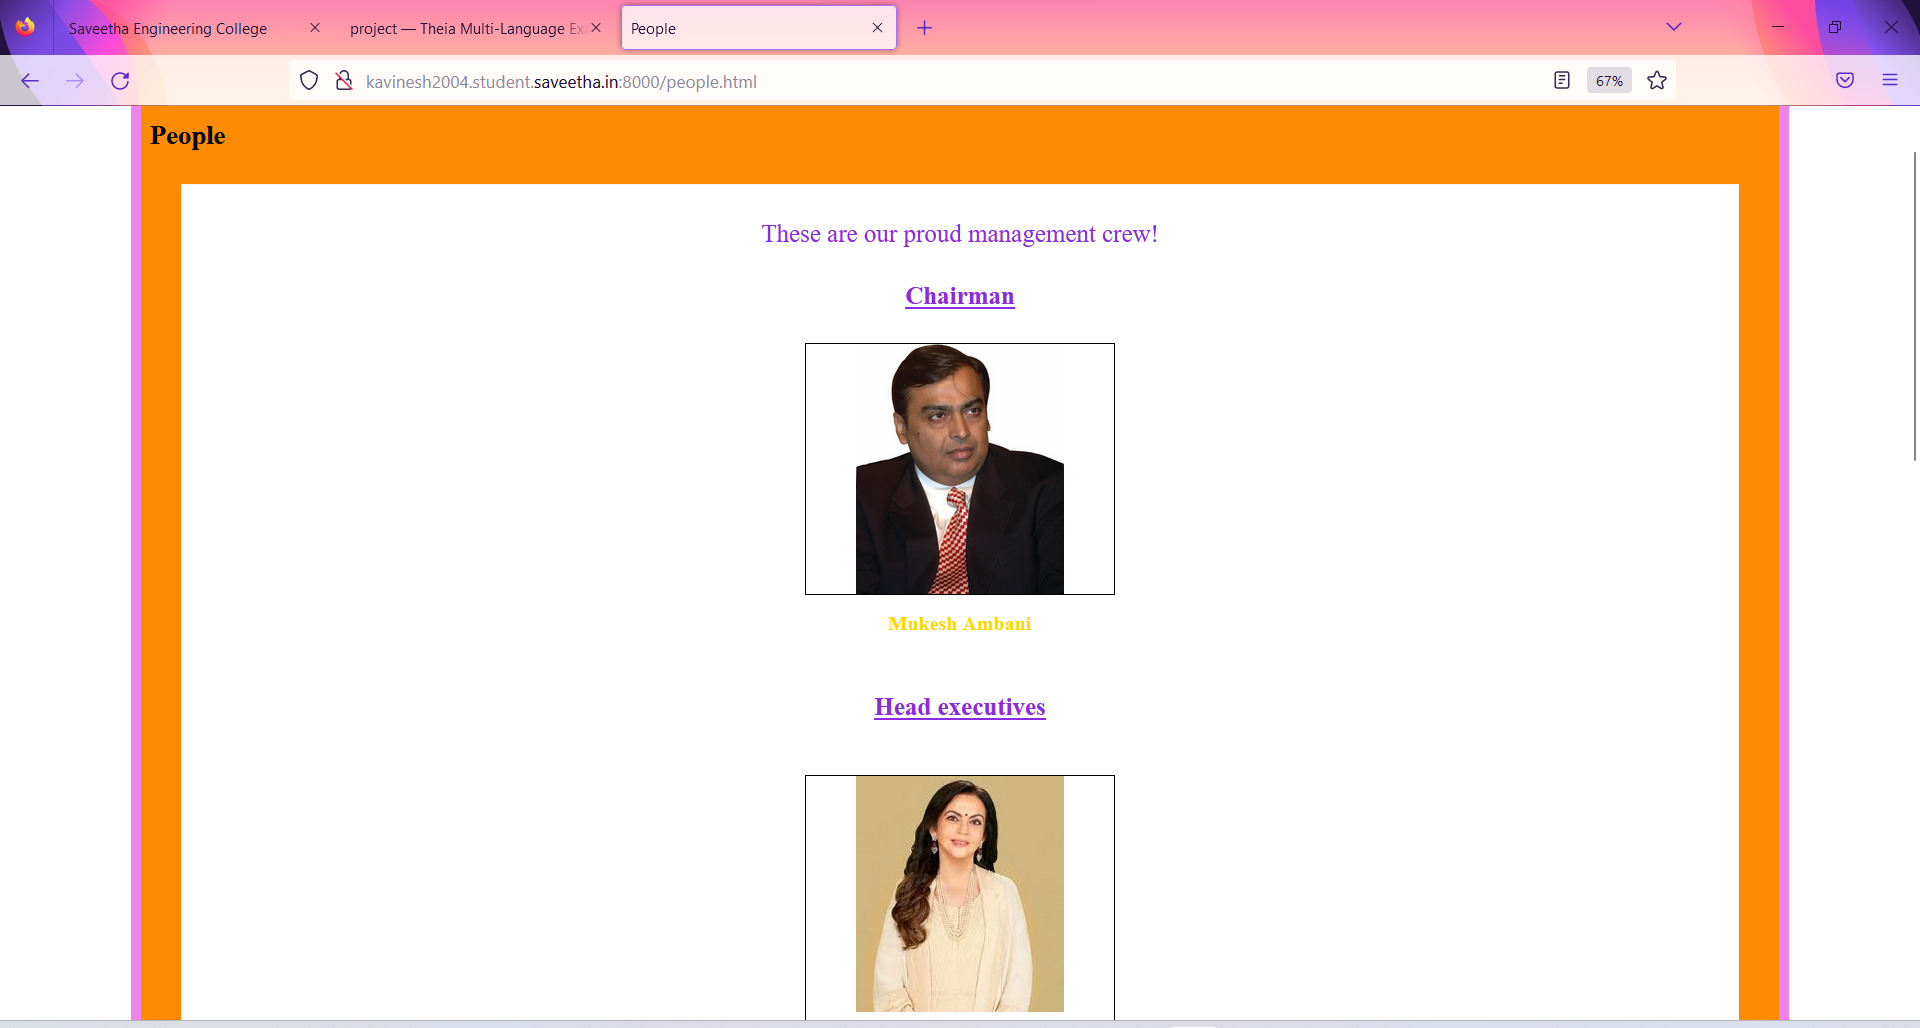 Saveetha Engineering College
project — Theia Multi-Language Ex
People
kavinesh2004.student.saveetha.in:8000/people.html
67%
People
These are our proud management crew!
Chairman
Mukesh Ambani
Head executives